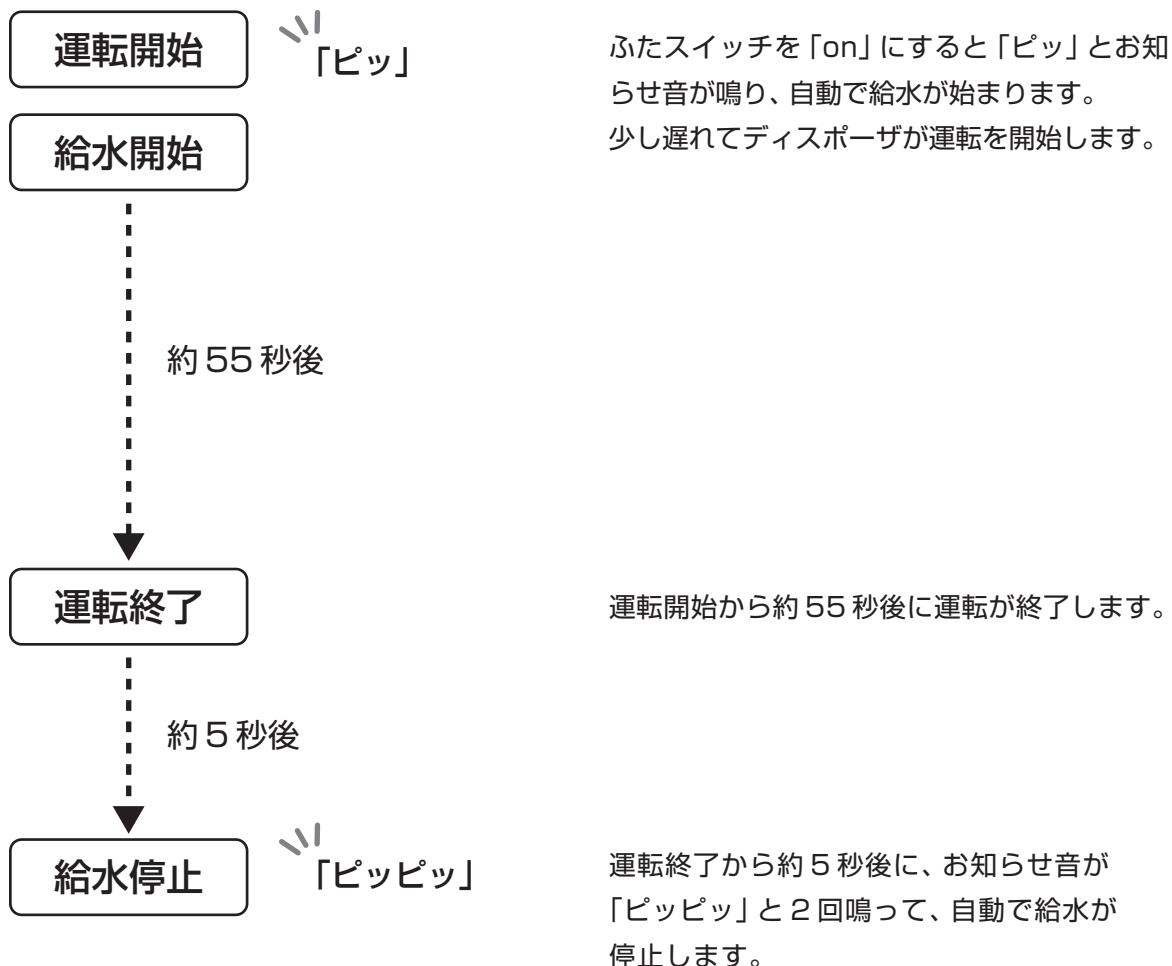 運転開始
「ピッ」
ふたスイッチを「on」にすると「ピッ」とお知
らせ音が鳴り、自動で給水が始まります。
少し遅れてディスポーザが運転を開始します。
給水開始
約55秒後
運転終了
運転開始から約55秒後に運転が終了します。
約5秒後
給水停止
「ピッピッ」
運転終了から約5秒後に、お知らせ音が
「ピッピッ」と2回鳴って、自動で給水が
停止します。